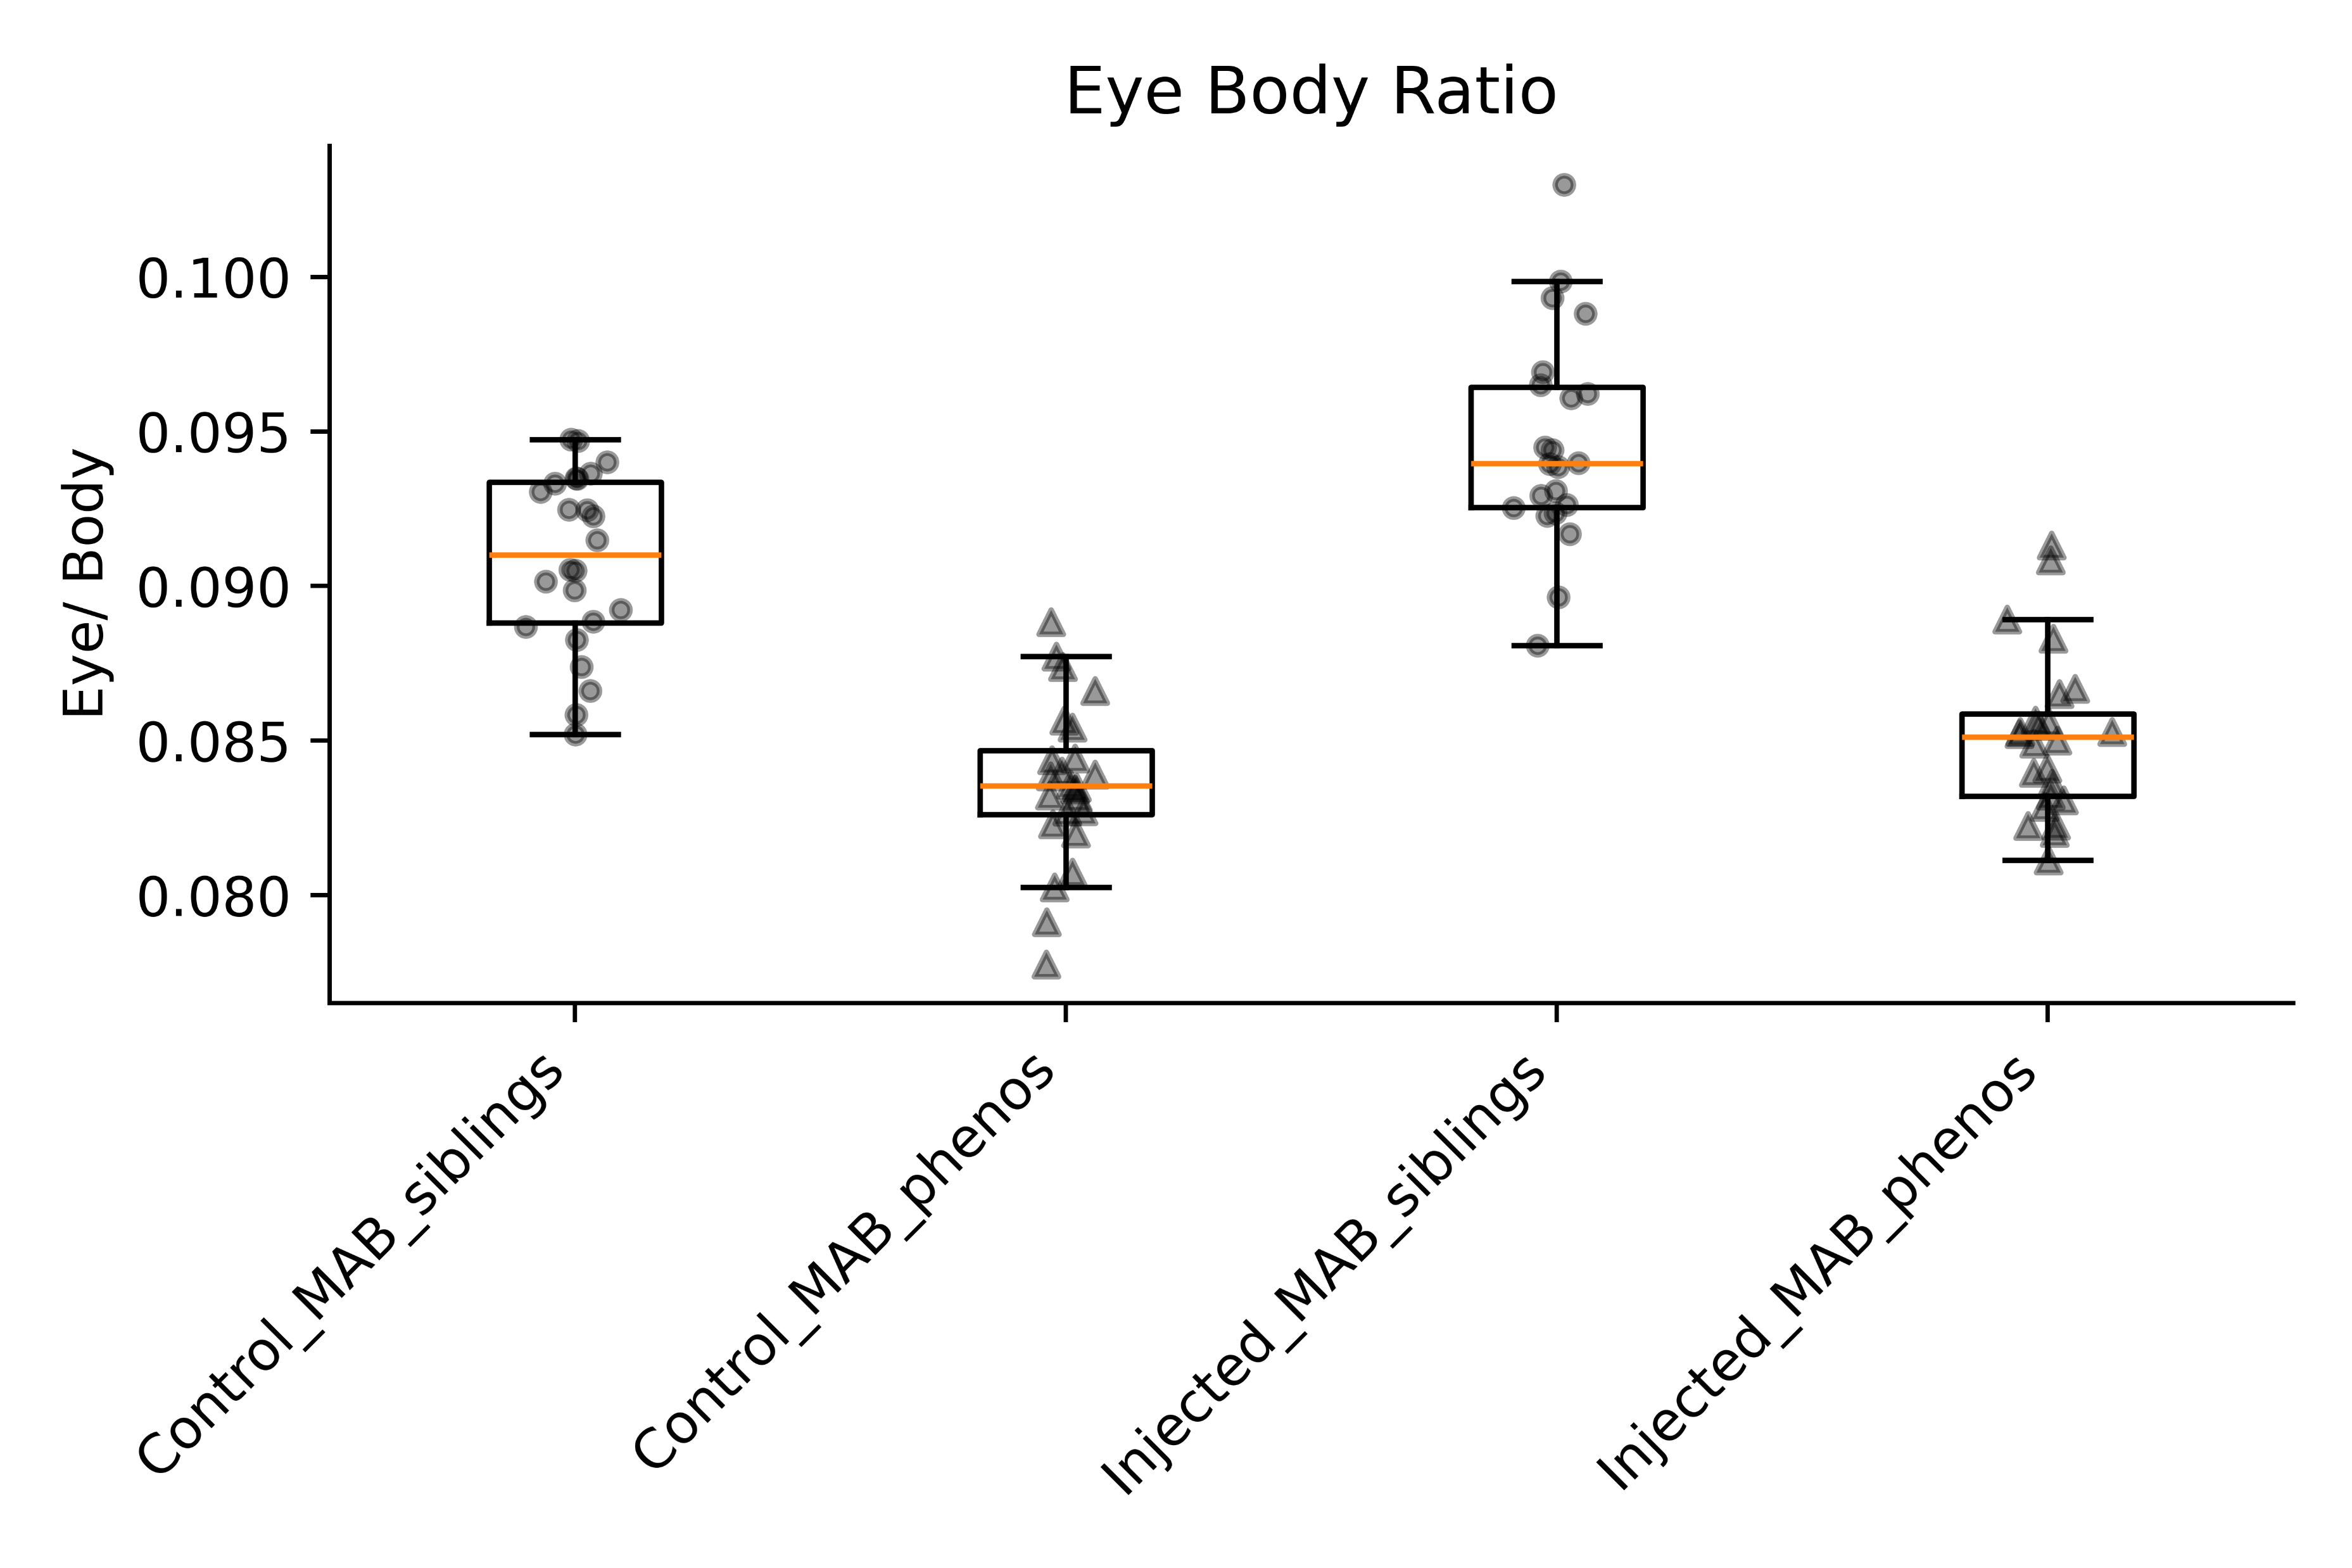 Eye Body Ratio
Eye/ Body
0.100
0.095
0.090
0.085
0.080
Control_MAB_siblings
Control_MAB_phenos
Injected_MAB_siblings
Injected_MAB_phenos